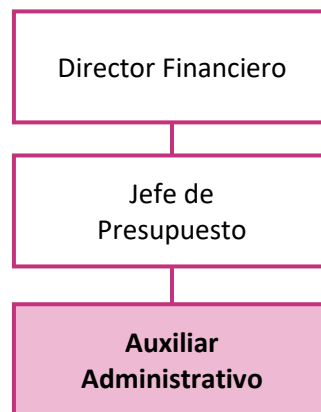 Director Financiero
Jefe de
Presupuesto
Auxiliar
Administrativo